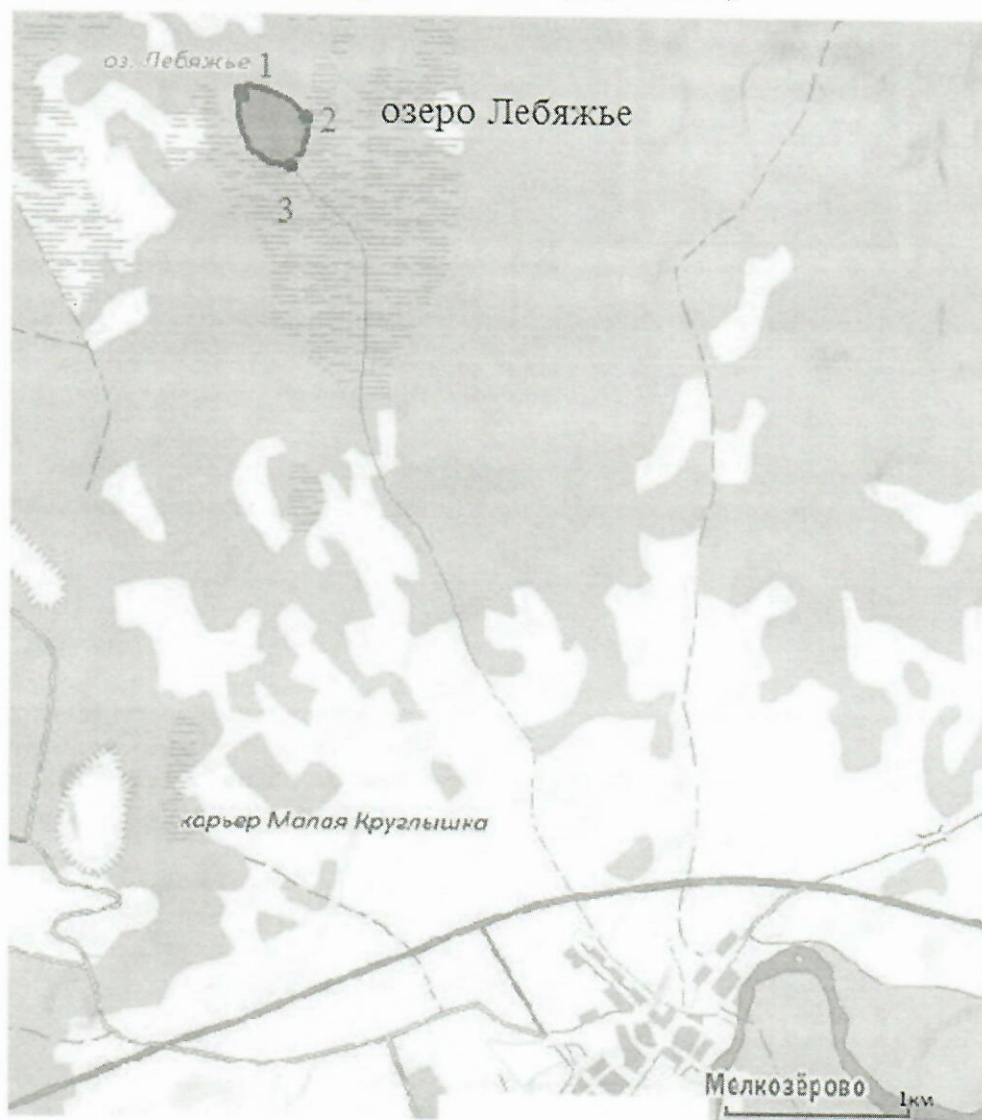 оз. Лебяжье
1
озеро Лебяжье
2
3
карьер Малая Круглышка
Мелкозёрово
1км